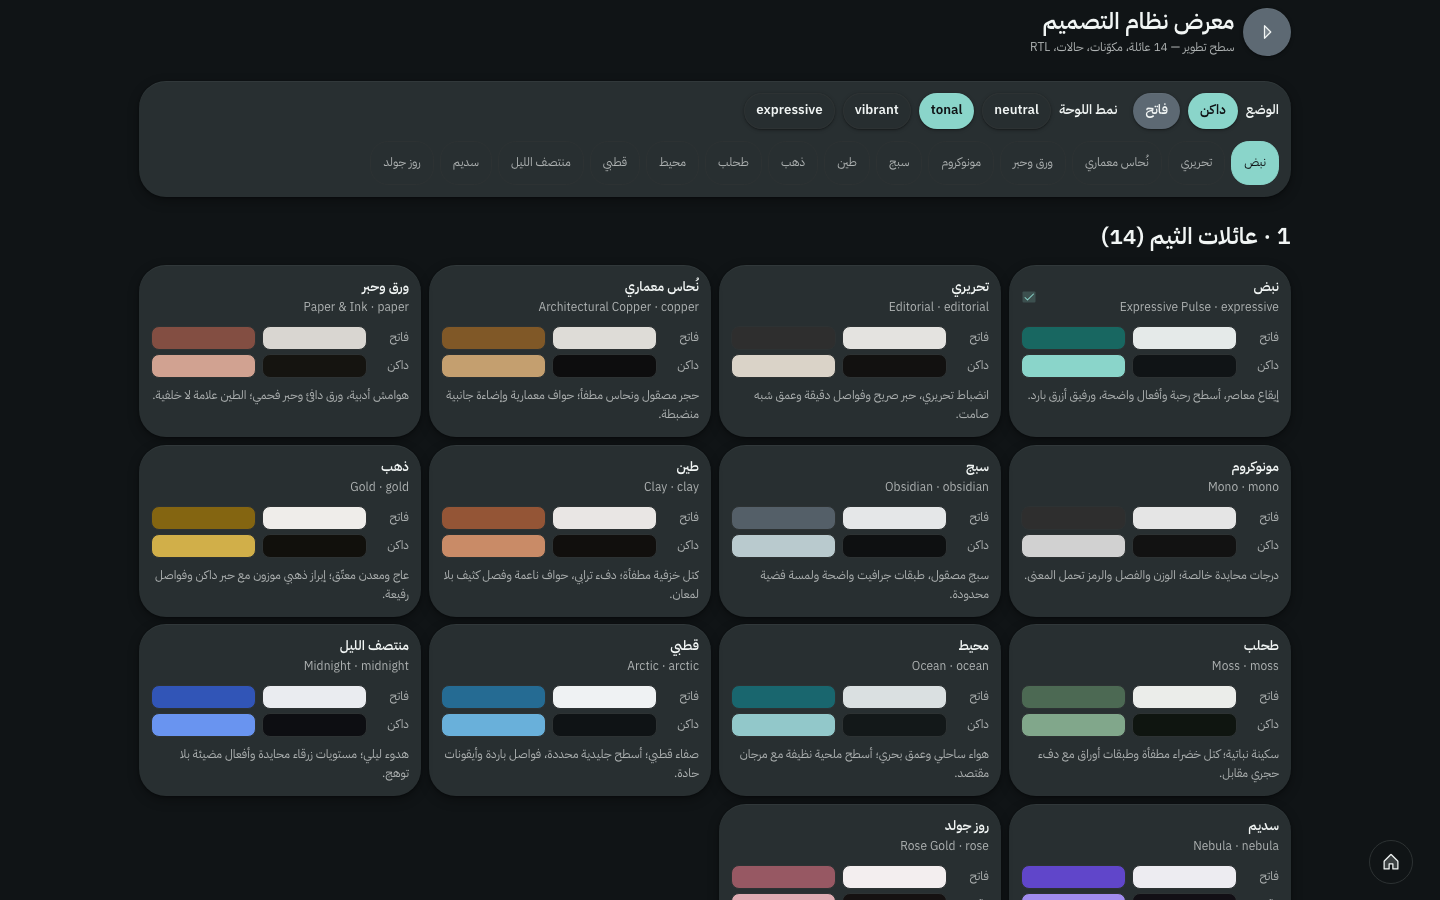 معرض نظام التصميم
سطح تطوير — 14 عائلة، مكوّنات، حالات، RTL
الوضع داكن فاتح نمط اللوحة neutral tonal vibrant expressive
نبض تحريري نُحاس معماري ورق وحبر مونوكروم سبج طين ذهب طحلب محيط قطبي منتصف الليل سديم روز جولد
1 · عائلات الثيم (14)
نبض
Expressive Pulse · expressive
فاتح
داكن
إيقاع معاصر، أسطح رحبة وأفعال واضحة، ورفيق أزرق بارد.
تحريري
Editorial · editorial
فاتح
داكن
انضباط تحريري، حبر صريح وفواصل دقيقة وعمق شبه
صامت.
نُحاس معماري
Architectural Copper · copper
فاتح
داكن
حجر مصقول ونحاس مطفأ؛ حواف معمارية وإضاءة جانبية
منضبطة.
ورق وحبر
Paper & Ink · paper
فاتح
داكن
هوامش أدبية، ورق دافئ وحبر فحمي؛ الطين علامة لا خلفية.
مونوكروم
Mono · mono
فاتح
داكن
درجات محايدة خالصة؛ الوزن والفصل والرمز تحمل المعنى.
سبج
Obsidian · obsidian
فاتح
داكن
سبج مصقول، طبقات جرافيت واضحة ولمسة فضية
محدودة.
طين
Clay · clay
فاتح
داكن
كتل خزفية مطفأة؛ دفء ترابي، حواف ناعمة وفصل كثيف بلا
لمعان.
ذهب
Gold · gold
فاتح
داكن
عاج ومعدن معتّق؛ إبراز ذهبي موزون مع حبر داكن وفواصل
رفيعة.
طحلب
Moss · moss
فاتح
داكن
سكينة نباتية؛ كتل خضراء مطفأة وطبقات أوراق مع دفء
حجري مقابل.
محيط
Ocean · ocean
فاتح
داكن
هواء ساحلي وعمق بحري؛ أسطح ملحية نظيفة مع مرجان
مقتصد.
قطبي
Arctic · arctic
فاتح
داكن
صفاء قطبي؛ أسطح جليدية محددة، فواصل باردة وأيقونات
حادة.
منتصف الليل
Midnight · midnight
فاتح
داكن
هدوء ليلي؛ مستويات زرقاء محايدة وأفعال مضيئة بلا
توهج.
سديم
Nebula · nebula
فاتح
روز جولد
Rose Gold · rose
فاتح